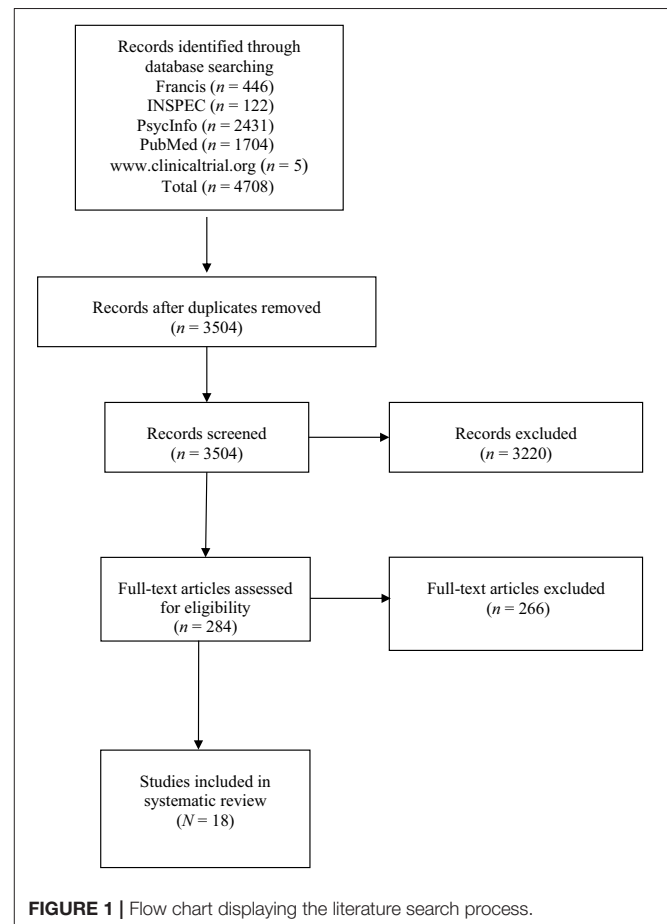 Records identified through
database searching
Francis (n = 446)
INSPEC (n = 122)
PsycInfo (n = 2431)
PubMed (n = 1704)
www.clinicaltrial.org (n = 5)
Total (n = 4708)
Records after duplicates removed
(n = 3504)
Records screened
(n = 3504)
Records excluded
(n = 3220)
Full-text articles assessed
for eligibility
(n = 284)
Full-text articles excluded
(n = 266)
Studies included in
systematic review
(N = 18)
FIGURE 1 | Flow chart displaying the literature search process.